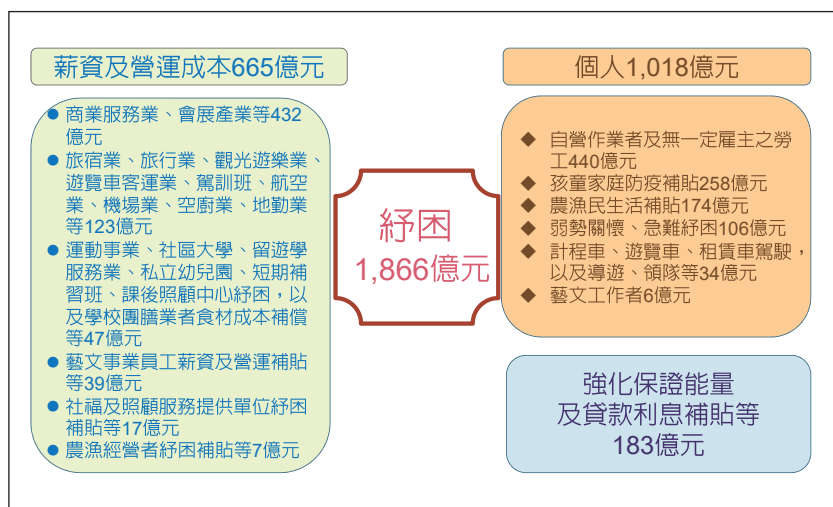 薪資及營運成本665億元
● 商業服務業、會展產業等432
億元
● 旅宿業、旅行業、觀光遊樂業、
遊覽車客運業、駕訓班、航空
業、機場業、空廚業、地勤業
等123億元
● 運動事業、社區大學、留遊學
服務業、私立幼兒園、短期補
習班、課後照顧中心紓困，以
及學校團膳業者食材成本補償
等47億元
● 藝文事業員工薪資及營運補貼
等39億元
● 社福及照顧服務提供單位紓困
補貼等17億元
● 農漁經營者紓困補貼等7億元
紓困
1,866億元
個人1,018億元
◆ 自營作業者及無一定雇主之勞
工440億元
◆ 孩童家庭防疫補貼258億元
◆ 農漁民生活補貼174億元
◆ 弱勢關懷、急難紓困106億元
◆ 計程車、遊覽車、租賃車駕駛，
以及導遊、領隊等34億元
◆ 藝文工作者6億元
強化保證能量
及貸款利息補貼等
183億元